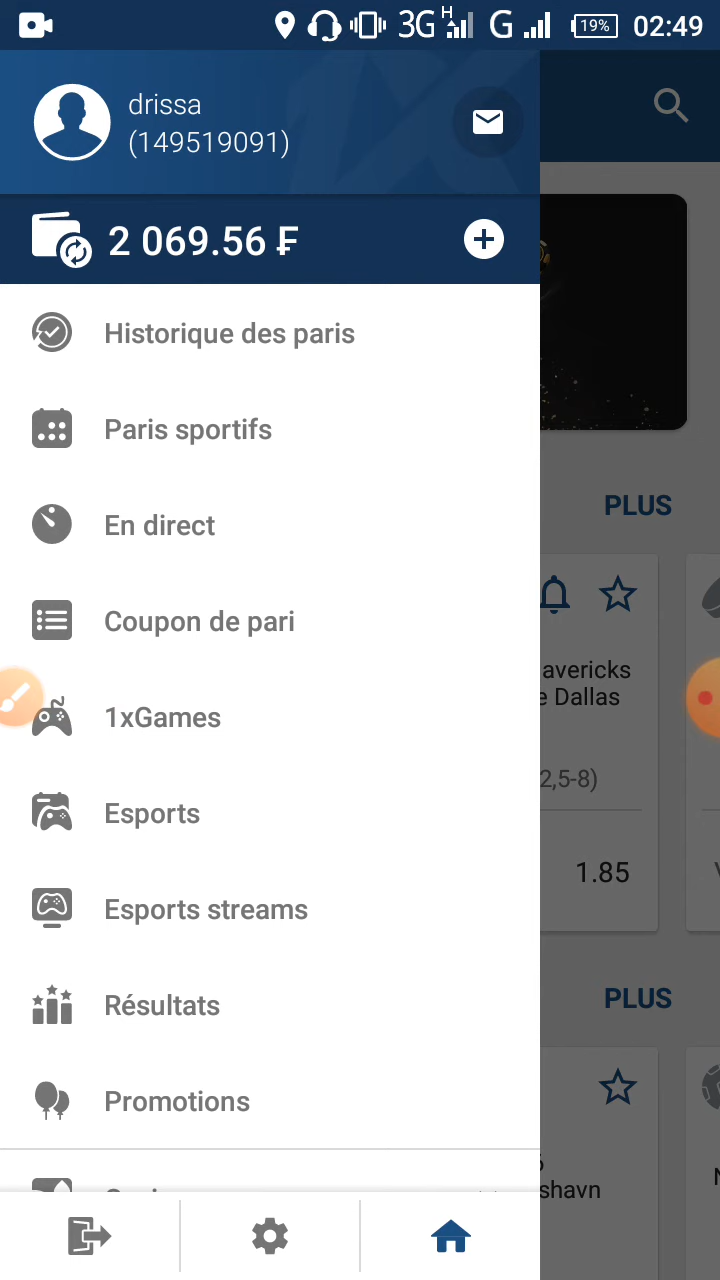 3G H G 19% 02:49
drissa
(149519091)
2 069.56 ₣
Historique des paris
Paris sportifs
PLUS
En direct
Coupon de pari
avericks
e Dallas
1xGames
2,5-8)
Esports
1.85
Esports streams
Résultats
PLUS
Promotions
shavn